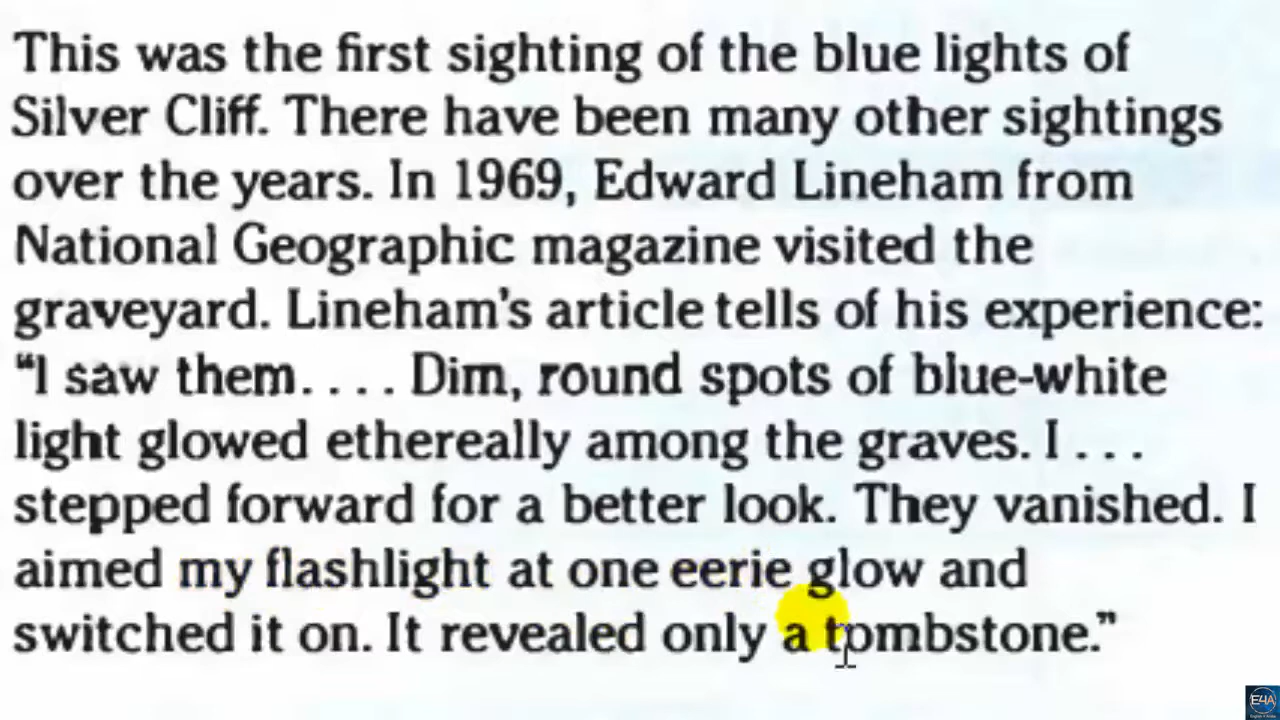 This was the first sighting of the blue lights of
Silver Cliff. There have been many other sightings
over the years. In 1969, Edward Lineham from
National Geographic magazine visited the
graveyard. Lineham's article tells of his experience:
“I saw them.... Dim, round spots of blue-white
light glowed ethereally among the graves. I...
stepped forward for a better look. They vanished. I
aimed my flashlight at one eerie glow and
switched it on. It revealed only a tombstone.”
E4A